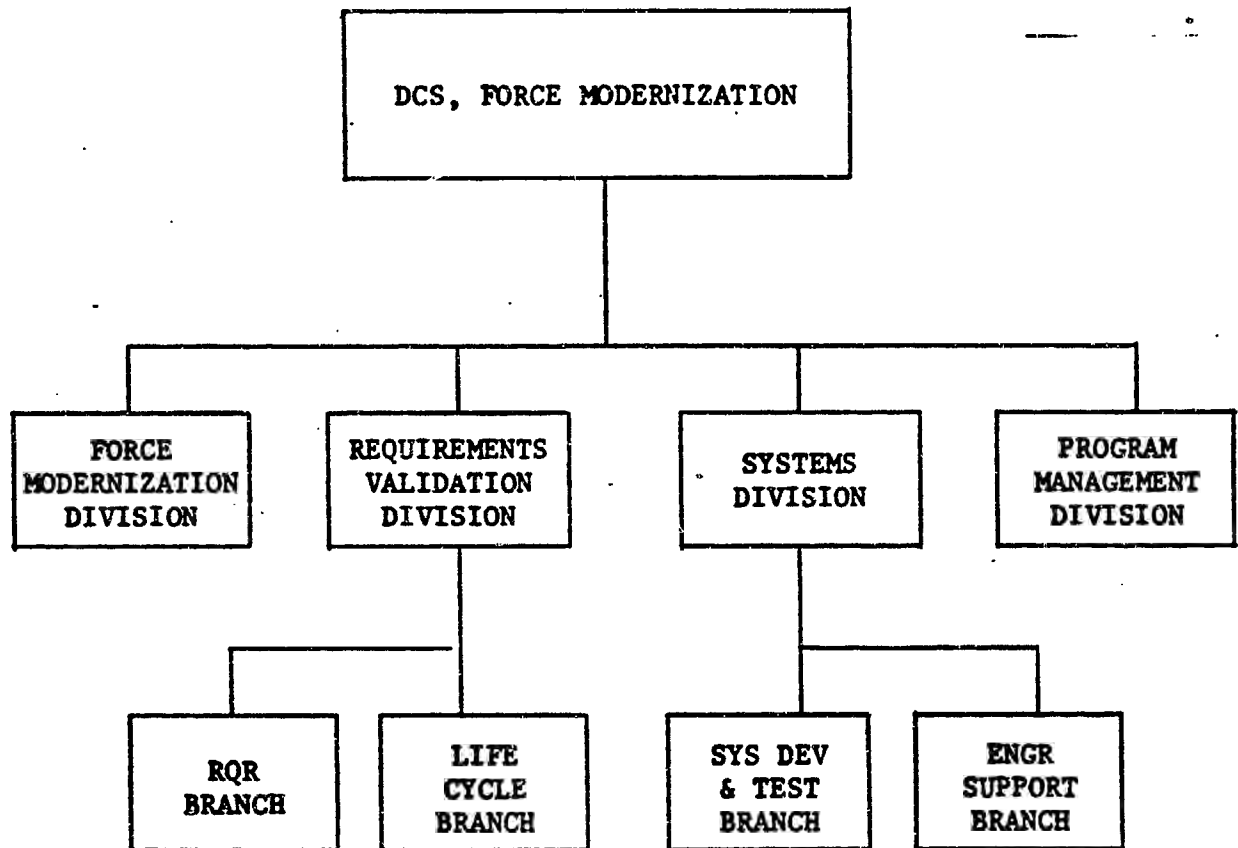 DCS, FORCE MODERNIZATION
FORCE
MODERNIZATION
DIVISION
REQUIREMENTS
VALIDATION
DIVISION
SYSTEMS
DIVISION
PROGRAM
MANAGEMENT
DIVISION
RQR
BRANCH
LIFE
CYCLE
BRANCH
SYS DEV
& TEST
BRANCH
ENGR
SUPPORT
BRANCH